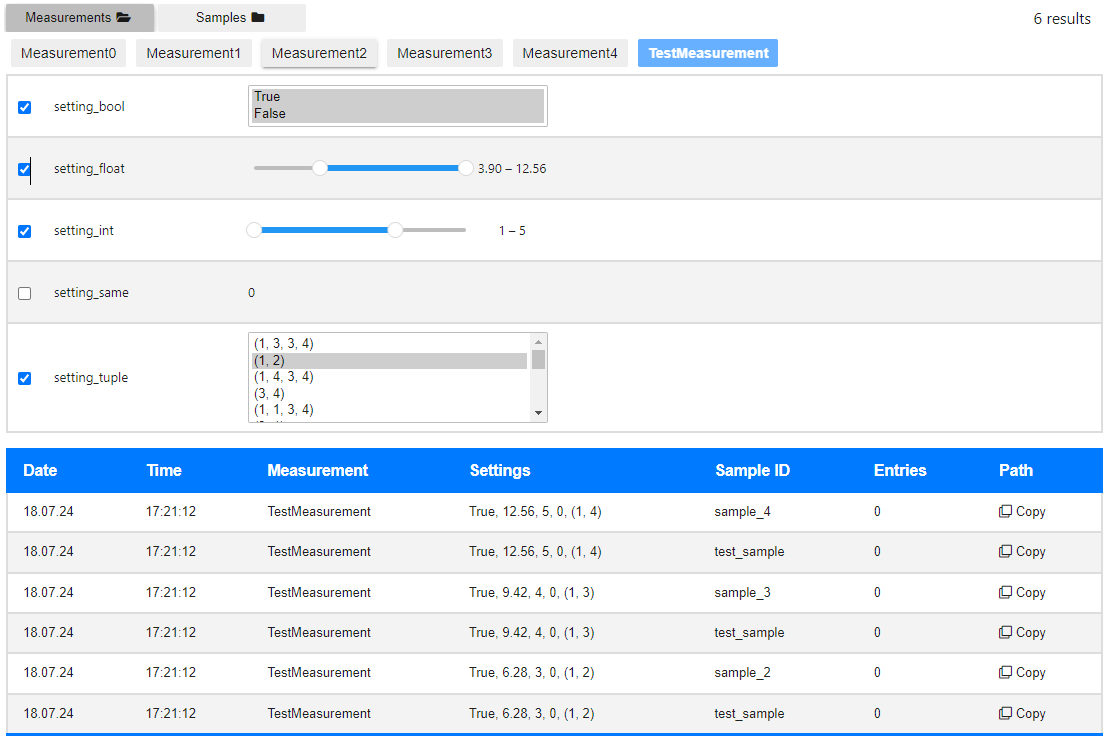 Measurements Samples 6 results
Measurement0 Measurement1 Measurement2 Measurement3 Measurement4 TestMeasurement
setting_bool True
False
setting_float 3.90 – 12.56
setting_int 1 – 5
setting_same 0
(1, 3, 3, 4)
(1, 2)
setting_tuple (1, 4, 3, 4)
(3, 4)
(1, 1, 3, 4)
Date Time Measurement Settings Sample ID Entries Path
18.07.24 17:21:12 TestMeasurement True, 12.56, 5, 0, (1, 4) sample_4 0 Copy
18.07.24 17:21:12 TestMeasurement True, 12.56, 5, 0, (1, 4) test_sample 0 Copy
18.07.24 17:21:12 TestMeasurement True, 9.42, 4, 0, (1, 3) sample_3 0 Copy
18.07.24 17:21:12 TestMeasurement True, 9.42, 4, 0, (1, 3) test_sample 0 Copy
18.07.24 17:21:12 TestMeasurement True, 6.28, 3, 0, (1, 2) sample_2 0 Copy
18.07.24 17:21:12 TestMeasurement True, 6.28, 3, 0, (1, 2) test_sample 0 Copy